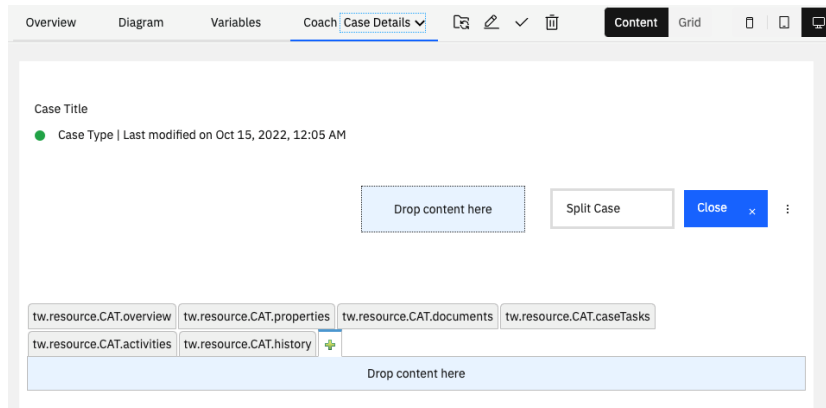 Overview Diagram Variables Coach Case Details Content Grid
Case Title
Case Type | Last modified on Oct 15, 2022, 12:05 AM
Drop content here Split Case Close
tw.resource.CAT.overview tw.resource.CAT.properties tw.resource.CAT.documents tw.resource.CAT.caseTasks
tw.resource.CAT.activities tw.resource.CAT.history
Drop content here